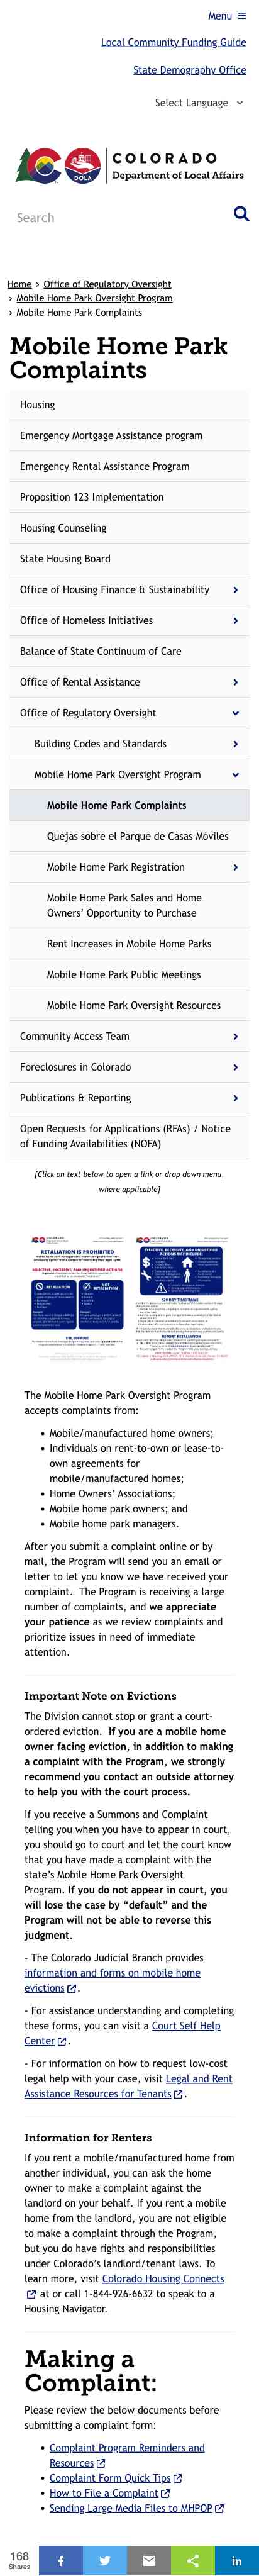 Menu
Local Community Funding Guide
State Demography Office
Select Language
COLORADO
Department of Local Affairs
CO
DOLA
Search
Home › Office of Regulatory Oversight
› Mobile Home Park Oversight Program
› Mobile Home Park Complaints
Mobile Home Park
Complaints
Housing
Emergency Mortgage Assistance program
Emergency Rental Assistance Program
Proposition 123 Implementation
Housing Counseling
State Housing Board
Office of Housing Finance & Sustainability
Office of Homeless Initiatives
Balance of State Continuum of Care
Office of Rental Assistance
Office of Regulatory Oversight
Building Codes and Standards
Mobile Home Park Oversight Program
Mobile Home Park Complaints
Quejas sobre el Parque de Casas Móviles
Mobile Home Park Registration
Mobile Home Park Sales and Home
Owners’ Opportunity to Purchase
Rent Increases in Mobile Home Parks
Mobile Home Park Public Meetings
Mobile Home Park Oversight Resources
Community Access Team
Foreclosures in Colorado
Publications & Reporting
Open Requests for Applications (RFAs) / Notice
of Funding Availabilities (NOFA)
[Click on text below to open a link or drop down menu,
where applicable]
RETALIATION IS PROHIBITED
SELECTIVE, EXCESSIVE, AND UNJUSTIFIED ACTIONS
RETALIATION
NOT RETALIATION
$20,000 FINE
SELECTIVE, EXCESSIVE, AND UNJUSTIFIED ACTIONS MAY INCLUDE:
120 DAY TIMEFRAME
REPORT RETALIATION
The Mobile Home Park Oversight Program
accepts complaints from:
• Mobile/manufactured home owners;
• Individuals on rent-to-own or lease-to-
own agreements for
mobile/manufactured homes;
• Home Owners’ Associations;
• Mobile home park owners; and
• Mobile home park managers.
After you submit a complaint online or by
mail, the Program will send you an email or
letter to let you know we have received your
complaint.  The Program is receiving a large
number of complaints, and we appreciate
your patience as we review complaints and
prioritize issues in need of immediate
attention.
Important Note on Evictions
The Division cannot stop or grant a court-
ordered eviction.  If you are a mobile home
owner facing eviction, in addition to making
a complaint with the Program, we strongly
recommend you contact an outside attorney
to help you with the court process.
If you receive a Summons and Complaint
telling you when you have to appear in court,
you should go to court and let the court know
that you have made a complaint with the
state’s Mobile Home Park Oversight
Program. If you do not appear in court, you
will lose the case by “default” and the
Program will not be able to reverse this
judgment.
- The Colorado Judicial Branch provides
information and forms on mobile home
evictions.
- For assistance understanding and completing
these forms, you can visit a Court Self Help
Center.
- For information on how to request low-cost
legal help with your case, visit Legal and Rent
Assistance Resources for Tenants.
Information for Renters
If you rent a mobile/manufactured home from
another individual, you can ask the home
owner to make a complaint against the
landlord on your behalf. If you rent a mobile
home from the landlord, you are not eligible
to make a complaint through the Program,
but you do have rights and responsibilities
under Colorado’s landlord/tenant laws. To
learn more, visit Colorado Housing Connects
at or call 1-844-926-6632 to speak to a
Housing Navigator.
Making a
Complaint:
Please review the below documents before
submitting a complaint form:
• Complaint Program Reminders and
Resources
• Complaint Form Quick Tips
• How to File a Complaint
• Sending Large Media Files to MHPOP
168
Shares